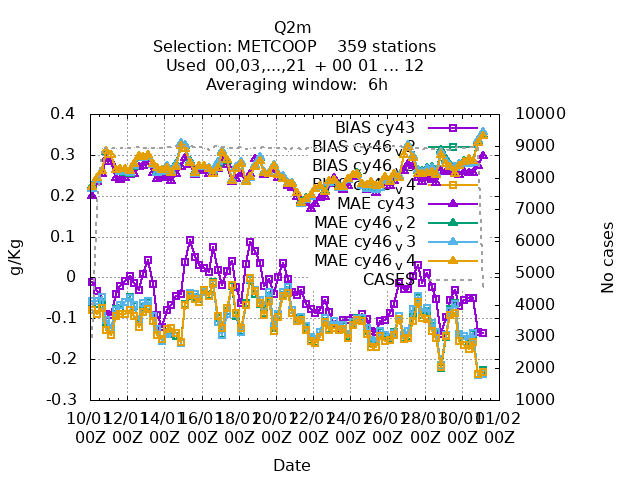 Q2m
Selection: METCOOP 359 stations
Used 00,03,...,21 + 00 01 ... 12
Averaging window: 6h
0.4
0.3
0.2
0.1
0
-0.1
-0.2
-0.3
g/Kg
BIAS cy43
BIAS cy46 v 2
BIAS cy46 v 3
BIAS cy46 v 4
MAE cy43
MAE cy46 v 2
MAE cy46 v 3
MAE cy46 v 4
CASES
10000
9000
8000
7000
6000
5000
4000
3000
2000
1000
No cases
10/01 12/01 14/01 16/01 18/01 20/01 22/01 24/01 26/01 28/01 30/01 01/02
00Z 00Z 00Z 00Z 00Z 00Z 00Z 00Z 00Z 00Z 00Z 00Z
Date